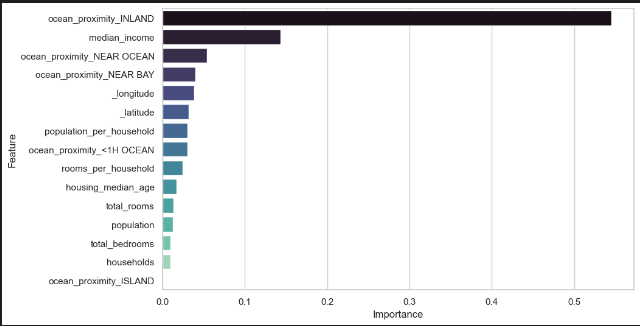 ocean_proximity_INLAND
median_income
ocean_proximity_NEAR OCEAN
ocean_proximity_NEAR BAY
_longitude
_latitude
population_per_household
ocean_proximity_<1H OCEAN
rooms_per_household
housing_median_age
total_rooms
population
total_bedrooms
households
ocean_proximity_ISLAND
Feature
0.0 0.1 0.2 0.3 0.4 0.5
Importance